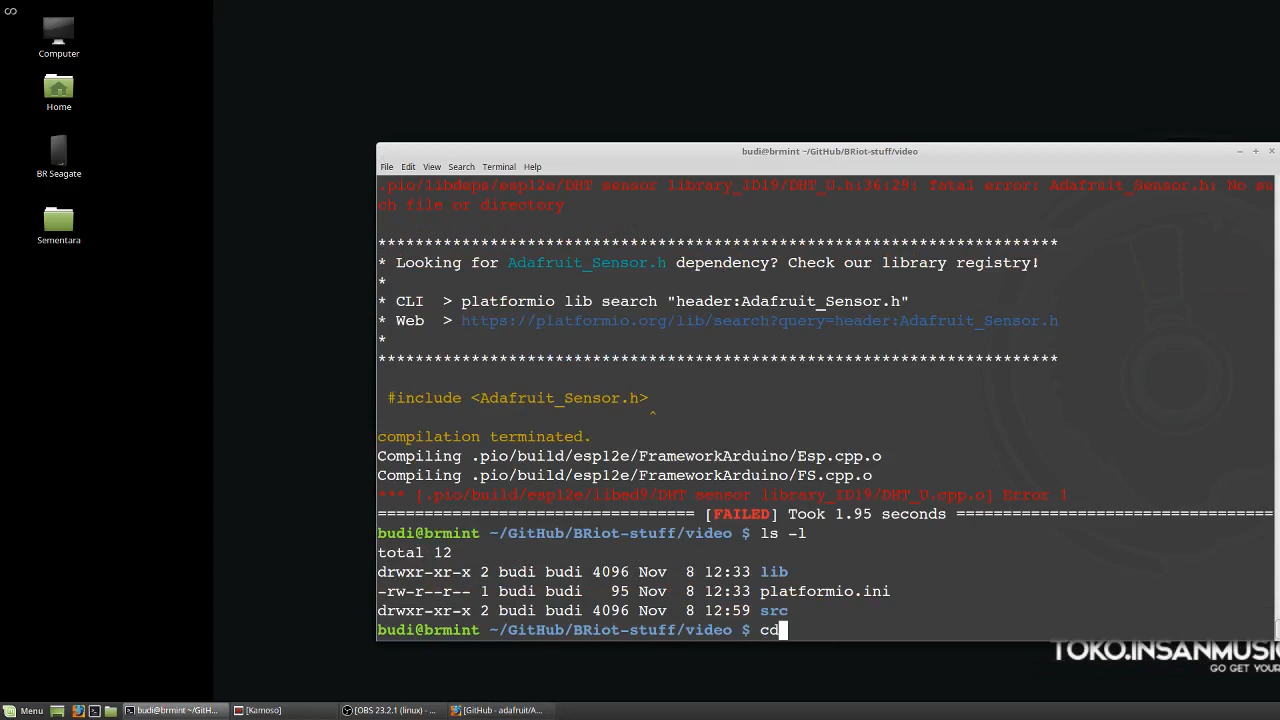 Computer
Home
BR Seagate
Sementara
budi@brmint ~/GitHub/BRiot-stuff/video
File Edit View Search Terminal Help
.pio/libdeps/esp12e/DHT sensor library_ID19/DHT_U.h:36:29: fatal error: Adafruit_Sensor.h: No su
ch file or directory
*************************************************************************
* Looking for Adafruit_Sensor.h dependency? Check our library registry!
*
* CLI  > platformio lib search "header:Adafruit_Sensor.h"
* Web  > https://platformio.org/lib/search?query=header:Adafruit_Sensor.h
*
*************************************************************************
#include <Adafruit_Sensor.h>
^
compilation terminated.
Compiling .pio/build/esp12e/FrameworkArduino/Esp.cpp.o
Compiling .pio/build/esp12e/FrameworkArduino/FS.cpp.o
*** [.pio/build/esp12e/libed9/DHT sensor library_ID19/DHT_U.cpp.o] Error 1
================================== [FAILED] Took 1.95 seconds ==================================
budi@brmint ~/GitHub/BRiot-stuff/video $ ls -l
total 12
drwxr-xr-x 2 budi budi 4096 Nov  8 12:33 lib
-rw-r--r-- 1 budi budi   95 Nov  8 12:33 platformio.ini
drwxr-xr-x 2 budi budi 4096 Nov  8 12:59 src
budi@brmint ~/GitHub/BRiot-stuff/video $ cd
TOKO.INSANMUSIC
GO GET YOUR
Menu budi@brmint ~/GitH... [Kamoso] [OBS 23.2.1 (linux) - ... [GitHub - adafruit/A...